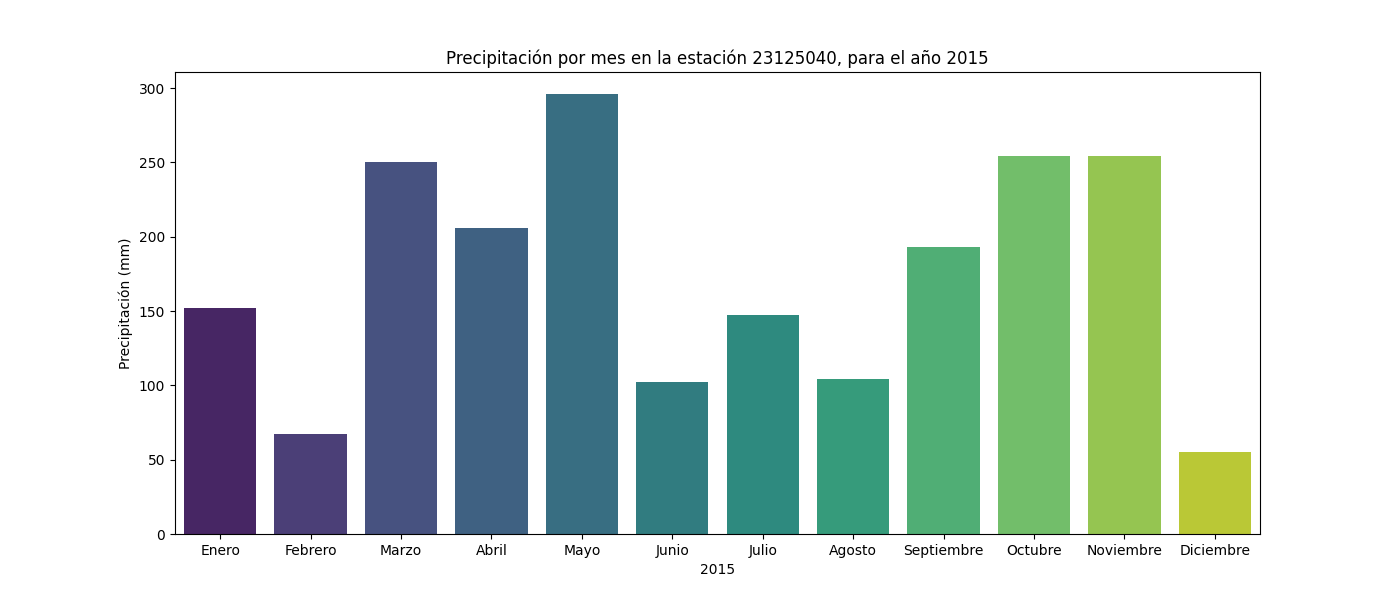 Precipitación por mes en la estación 23125040, para el año 2015
Precipitación (mm)
300
250
200
150
100
50
0
Enero Febrero Marzo Abril Mayo Junio Julio Agosto Septiembre Octubre Noviembre Diciembre
2015